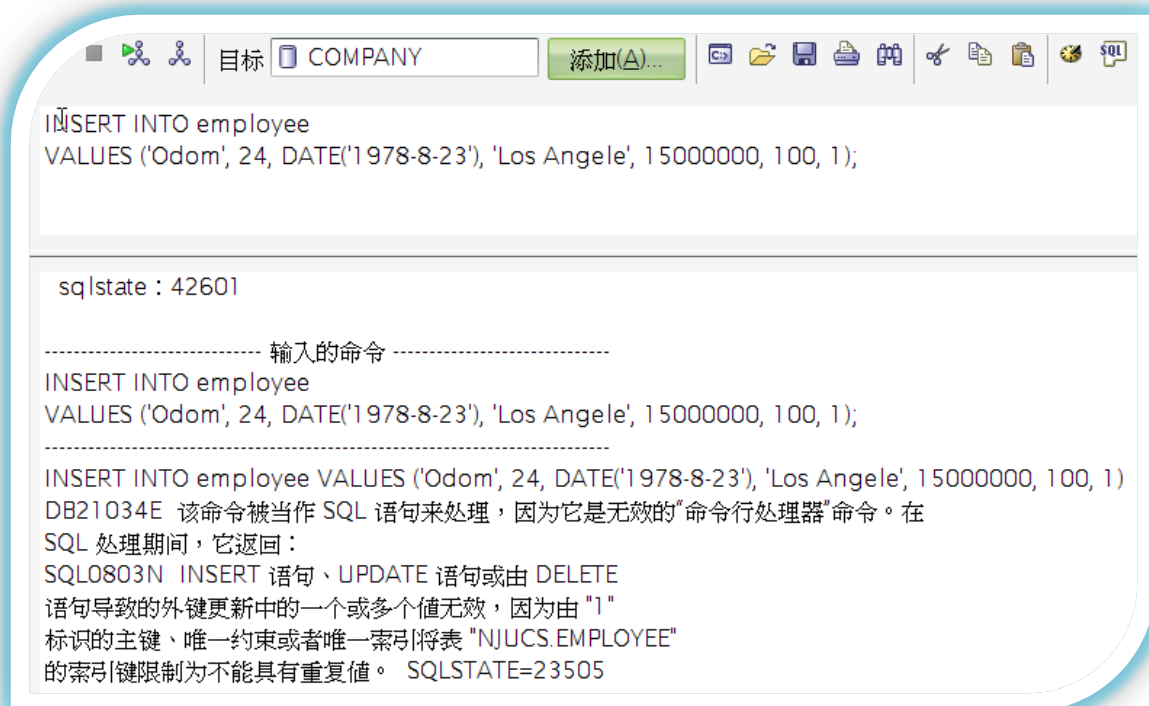 目标 COMPANY 添加(A)... SQL
INSERT INTO employee
VALUES ('Odom', 24, DATE('1978-8-23'), 'Los Angele', 15000000, 100, 1);
sqlstate：42601
------------------------------ 输入的命令 ------------------------------
INSERT INTO employee
VALUES ('Odom', 24, DATE('1978-8-23'), 'Los Angele', 15000000, 100, 1);
------------------------------------------------------------------------------
INSERT INTO employee VALUES ('Odom', 24, DATE('1978-8-23'), 'Los Angele', 15000000, 100, 1)
DB21034E 该命令被当作 SQL 语句来处理，因为它是无效的“命令行处理器”命令。在
SQL 处理期间，它返回：
SQL0803N INSERT 语句、UPDATE 语句或由 DELETE
语句导致的外键更新中的一个或多个值无效，因为由 "1"
标识的主键、唯一约束或者唯一索引将表 "NJUCS.EMPLOYEE"
的索引键限制为不能具有重复值。 SQLSTATE=23505